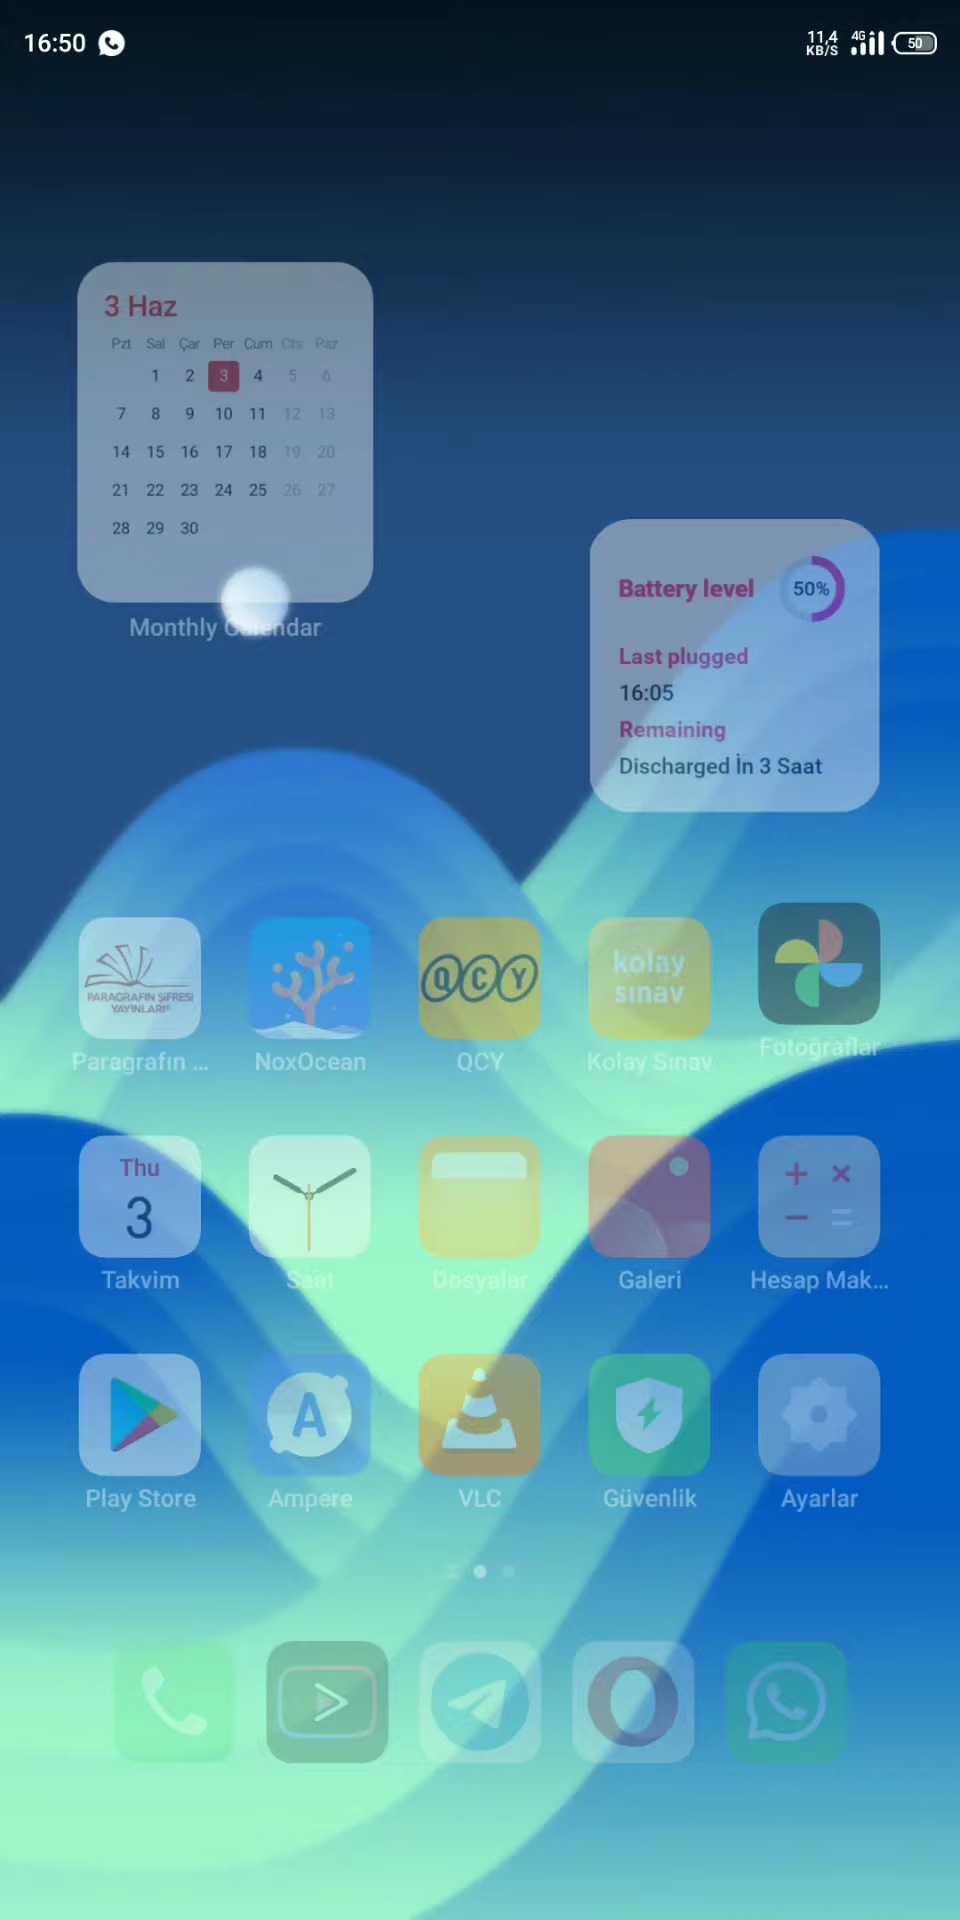 16:50
11,4
KB/S
4G
50
3 Haz
Pzt Sal Çar Per Cum Cts Paz
1 2 3 4 5 6
7 8 9 10 11 12 13
14 15 16 17 18 19 20
21 22 23 24 25 26 27
28 29 30
Monthly Calendar
Battery level
50%
Last plugged
16:05
Remaining
Discharged İn 3 Saat
PARAGRAFIN ŞİFRESİ
YAYINLARI
QCY
kolay
sınav
Paragrafın ...
NoxOcean
QCY
Kolay Sınav
Fotoğraflar
Thu
3
Takvim
Saat
Dosyalar
Galeri
Hesap Mak...
A
Play Store
Ampere
VLC
Güvenlik
Ayarlar